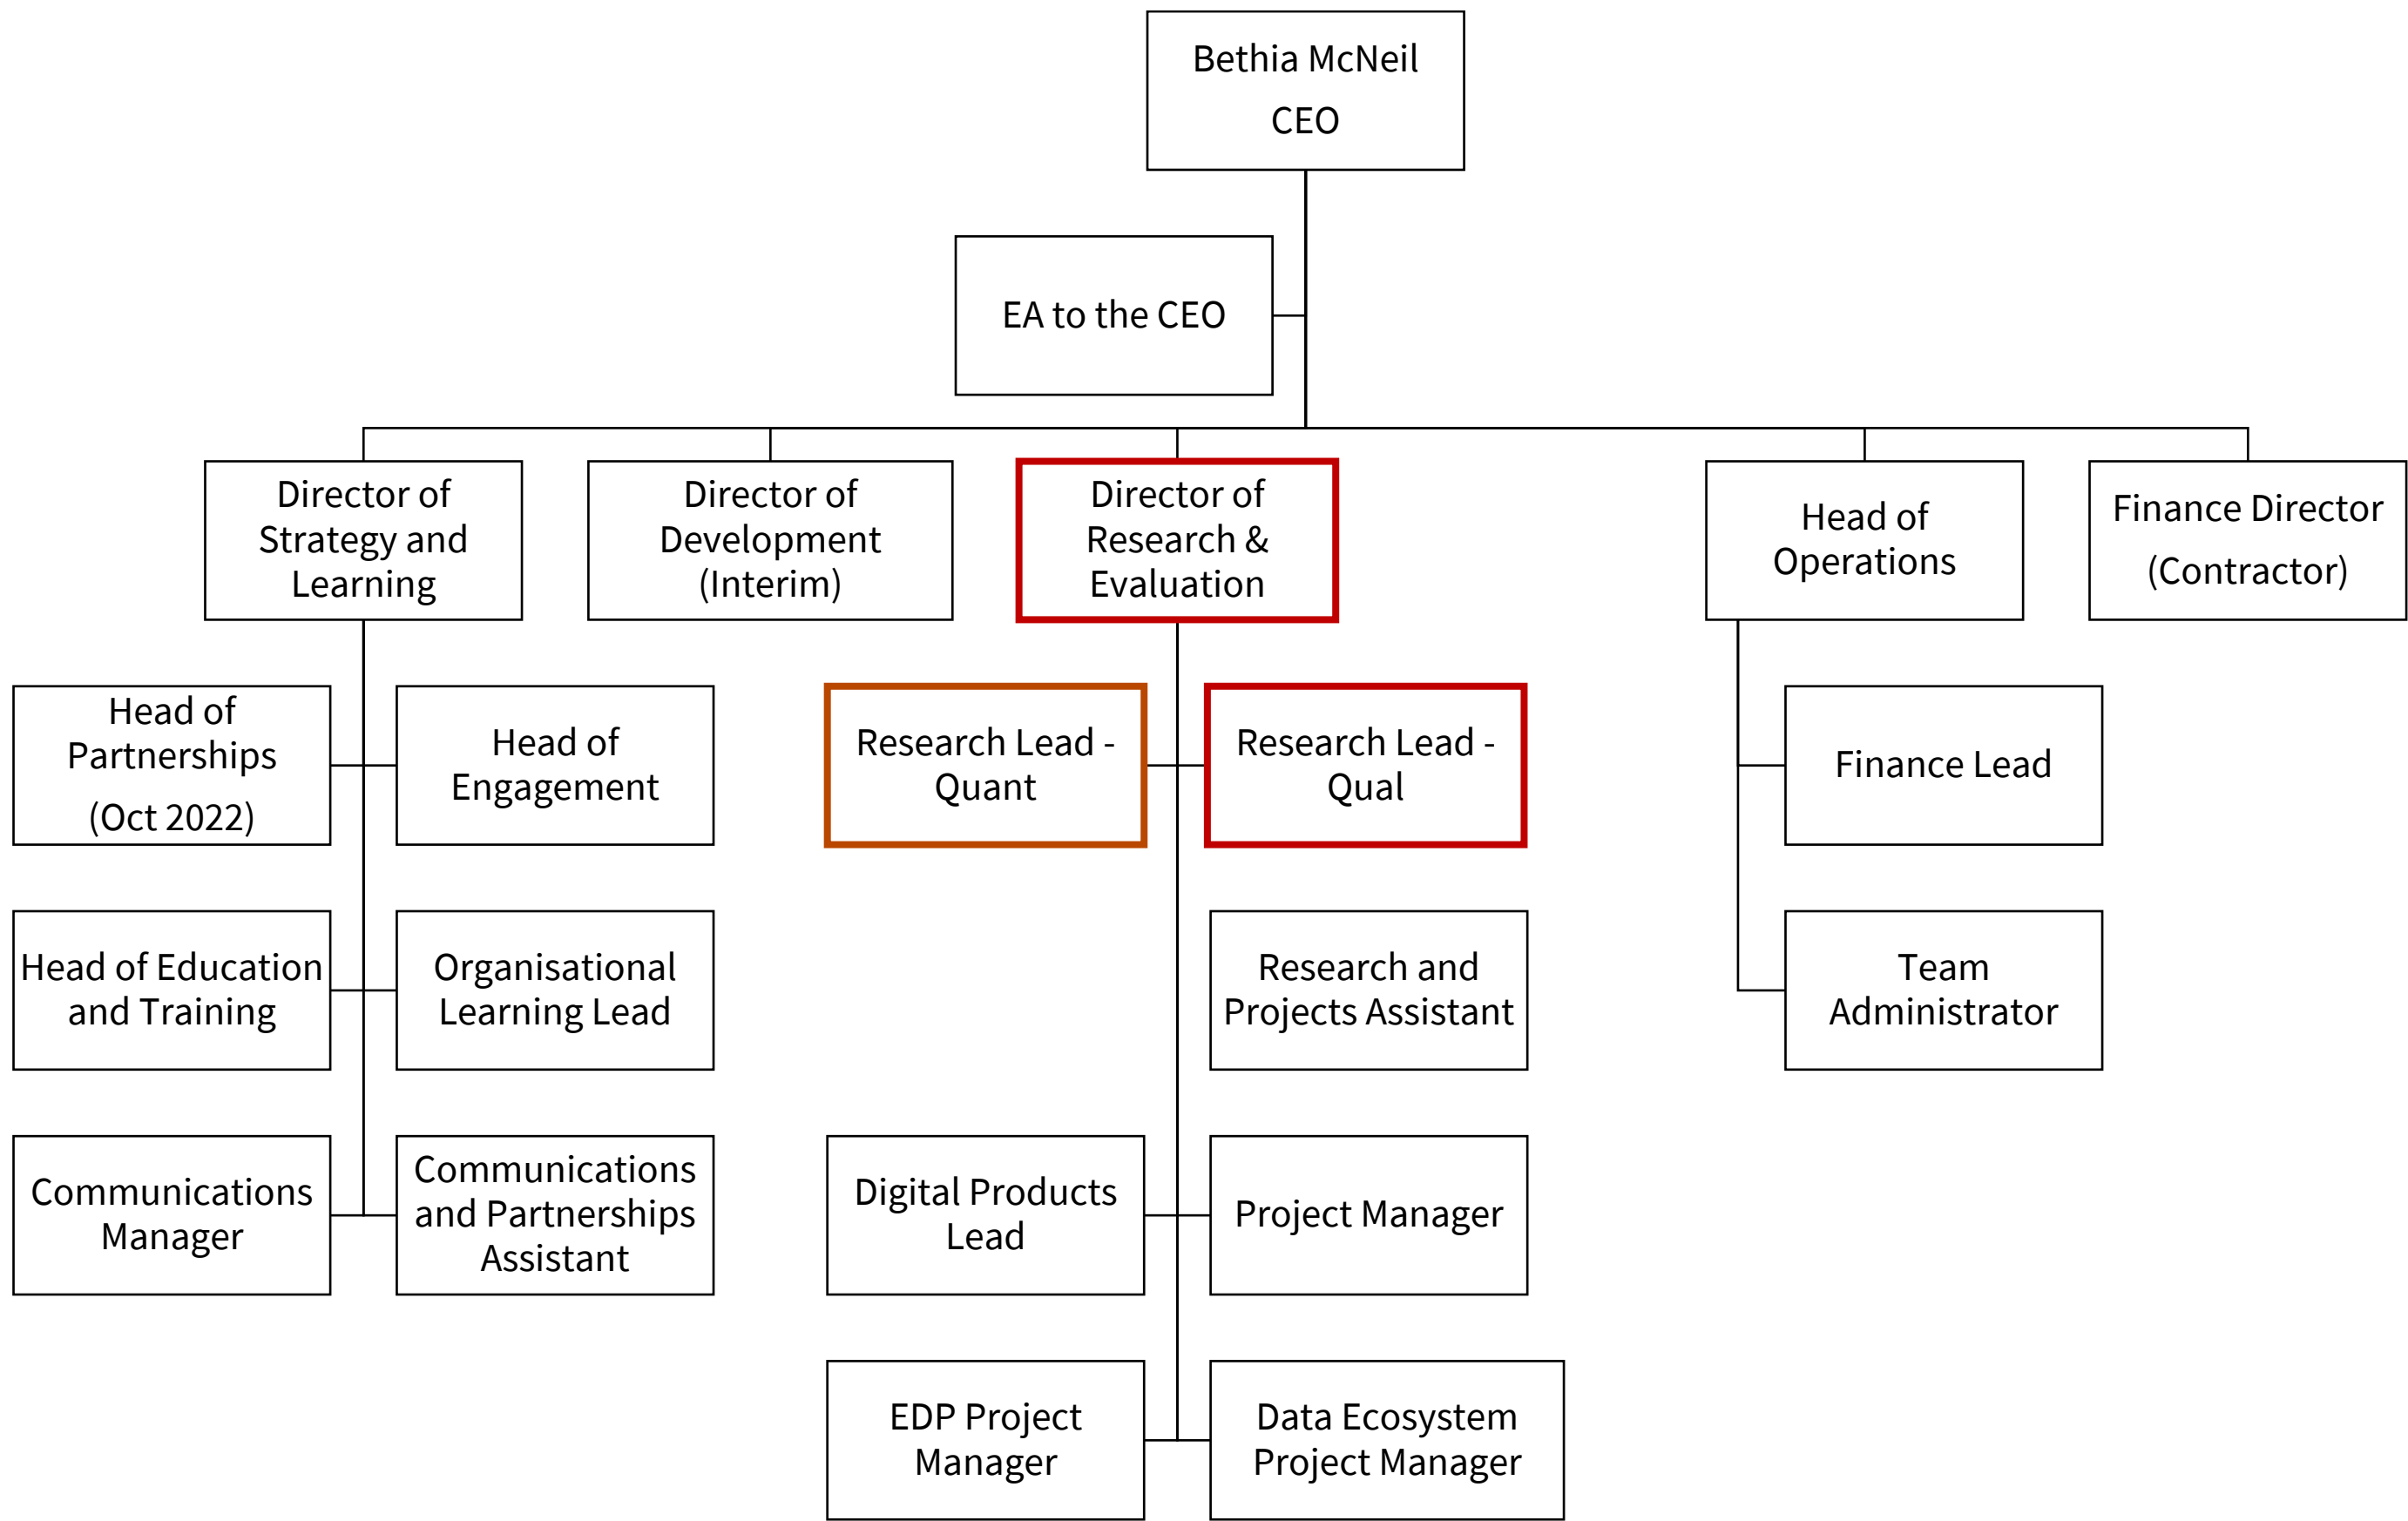 Bethia McNeil
CEO
EA to the CEO
Director of
Strategy and
Learning
Director of
Development
(Interim)
Director of
Research &
Evaluation
Head of
Operations
Finance Director
(Contractor)
Head of
Partnerships
(Oct 2022)
Head of
Engagement
Research Lead -
Quant
Research Lead -
Qual
Finance Lead
Head of Education
and Training
Organisational
Learning Lead
Research and
Projects Assistant
Team
Administrator
Communications
Manager
Communications
and Partnerships
Assistant
Digital Products
Lead
Project Manager
EDP Project
Manager
Data Ecosystem
Project Manager